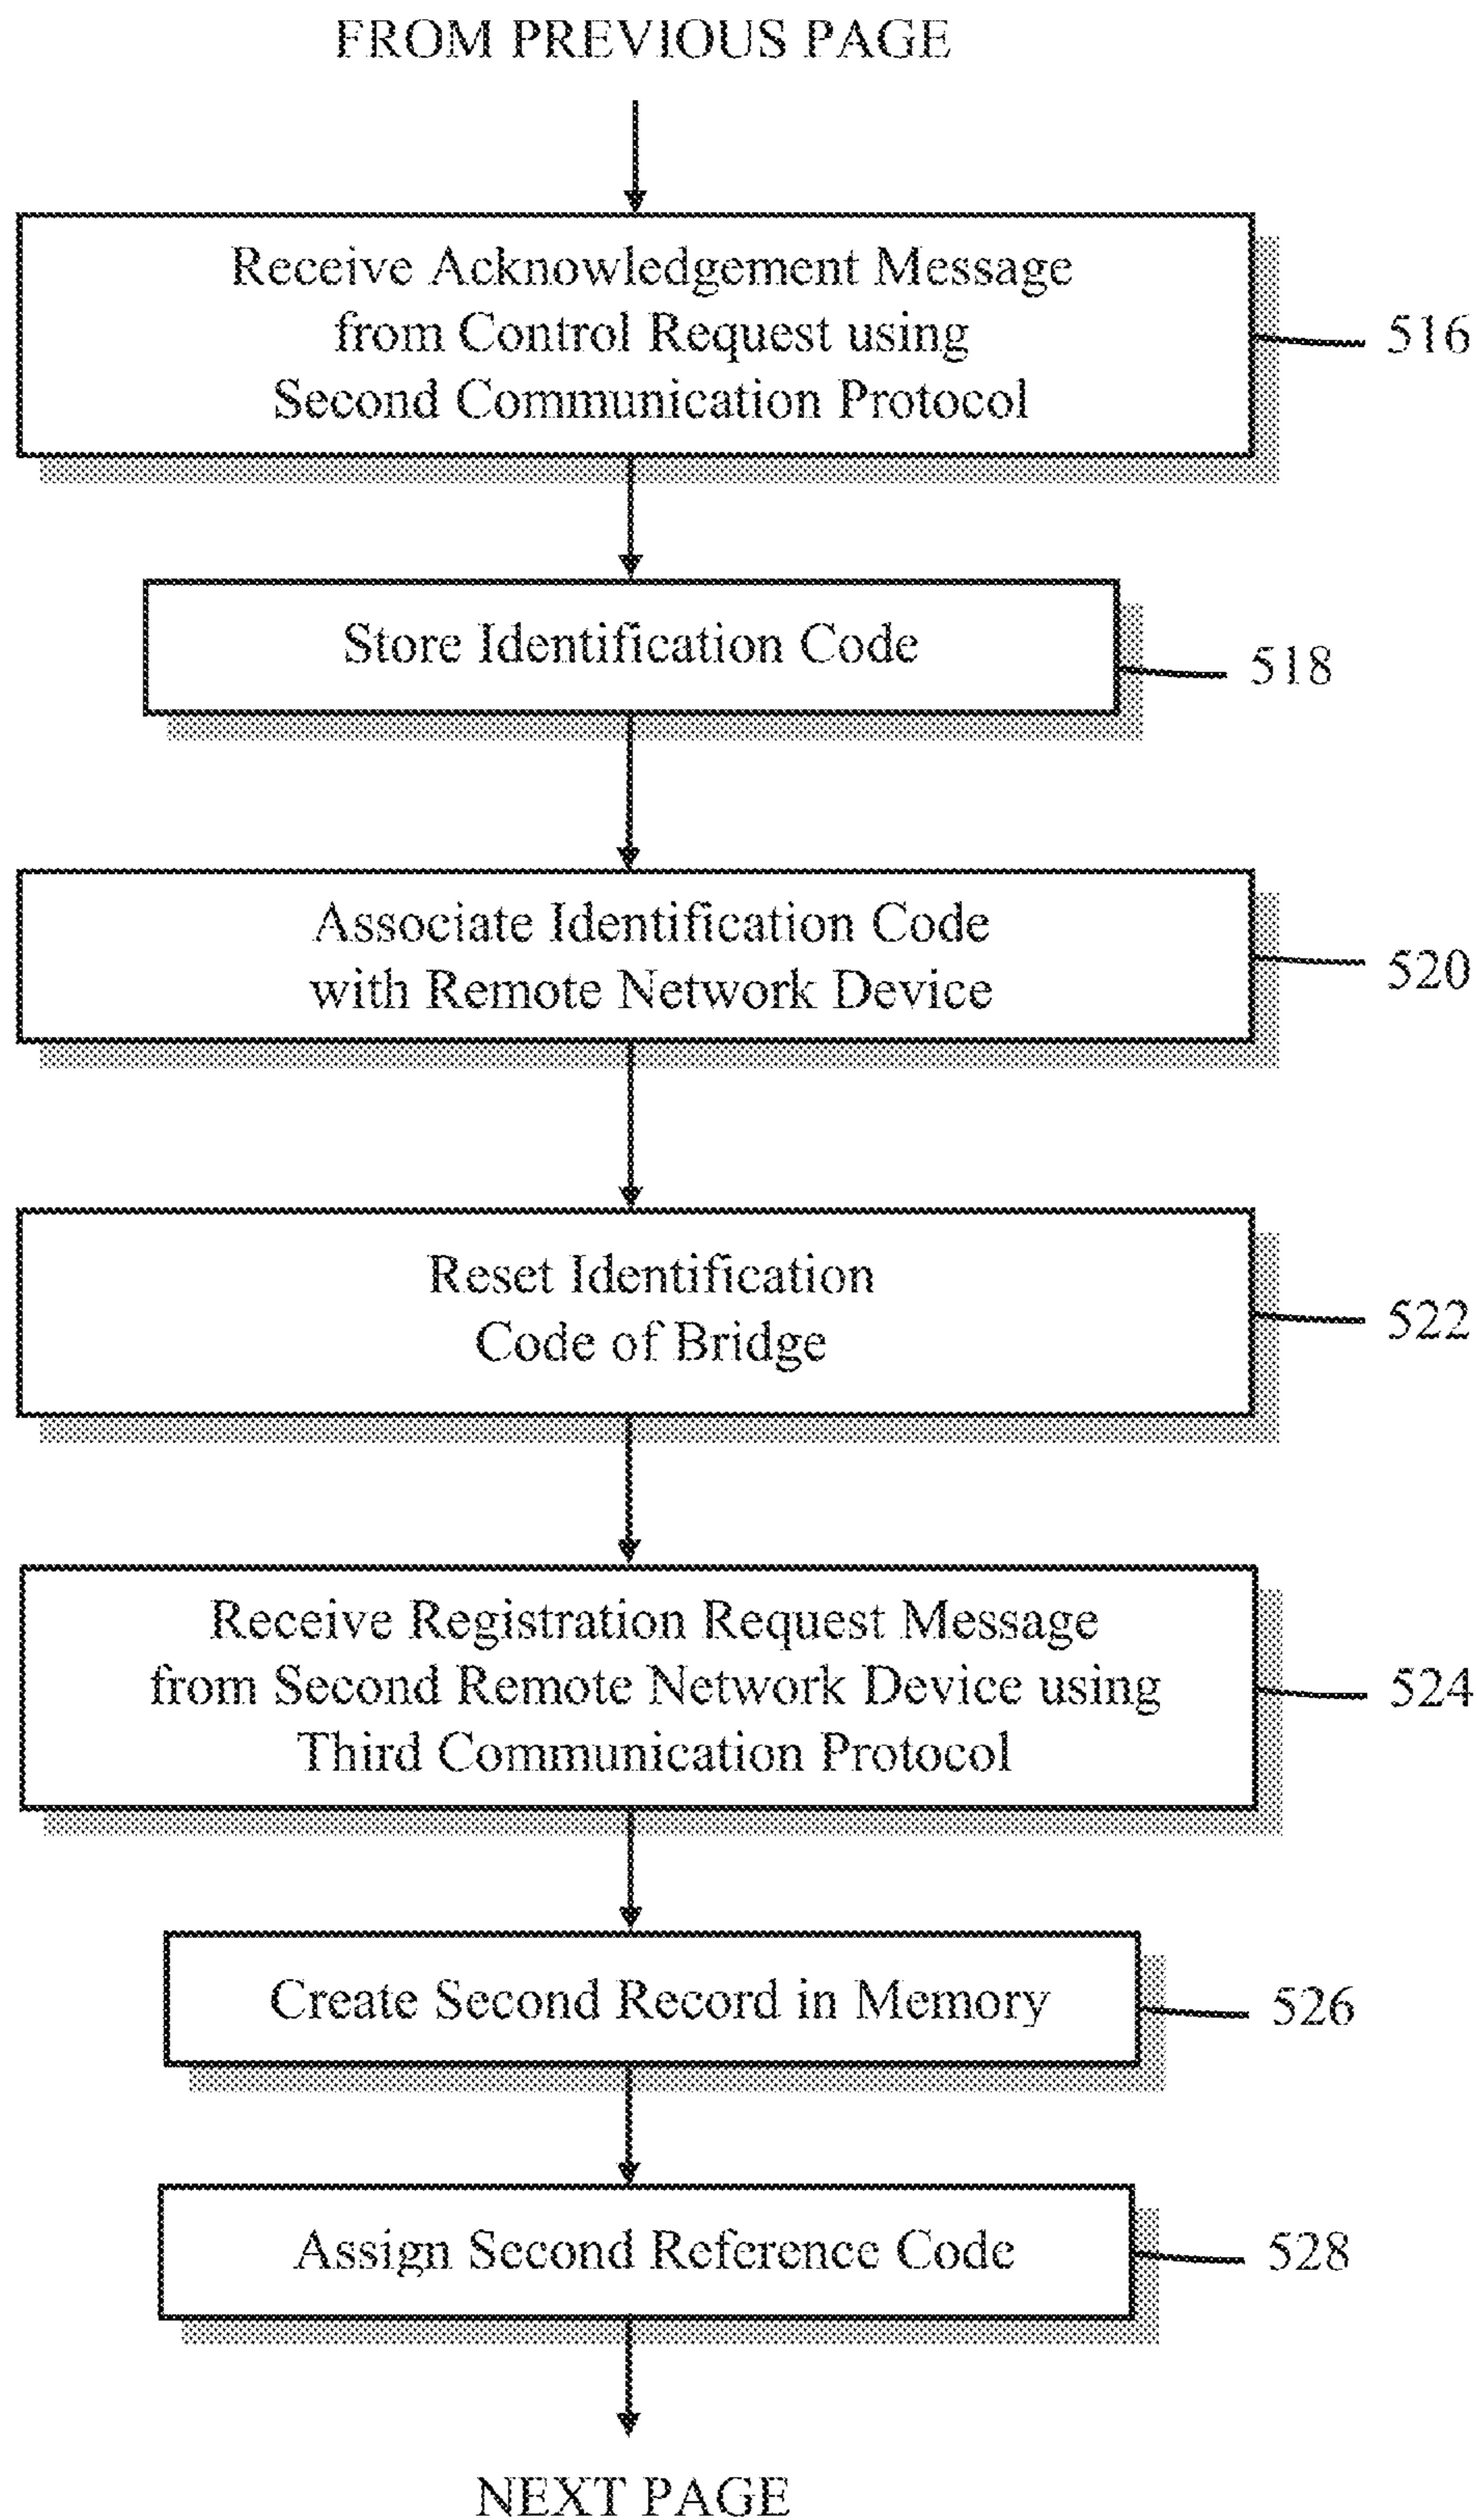 FROM PREVIOUS PAGE
Receive Acknowledgement Message
from Control Request using
Second Communication Protocol
516
Store Identification Code
518
Associate Identification Code
with Remote Network Device
520
Reset Identification
Code of Bridge
522
Receive Registration Request Message
from Second Remote Network Device using
Third Communication Protocol
524
Create Second Record in Memory
526
Assign Second Reference Code
528
NEXT PAGE